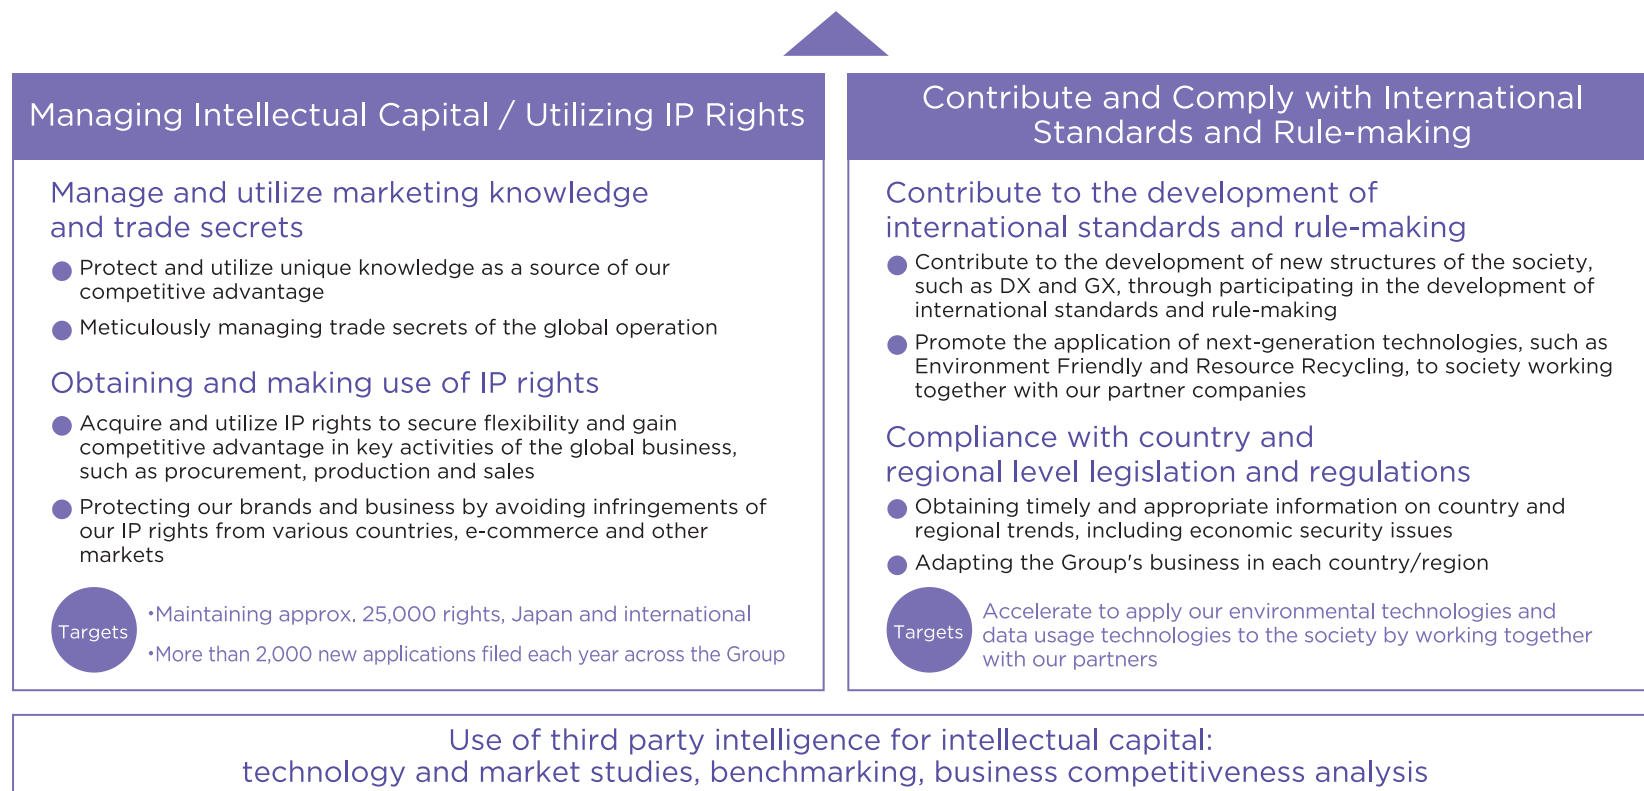 Managing Intellectual Capital / Utilizing IP Rights
Manage and utilize marketing knowledge
and trade secrets
● Protect and utilize unique knowledge as a source of our
competitive advantage
● Meticulously managing trade secrets of the global operation
Obtaining and making use of IP rights
● Acquire and utilize IP rights to secure flexibility and gain
competitive advantage in key activities of the global business,
such as procurement, production and sales
● Protecting our brands and business by avoiding infringements of
our IP rights from various countries, e-commerce and other
markets
Targets
•Maintaining approx. 25,000 rights, Japan and international
•More than 2,000 new applications filed each year across the Group
Contribute and Comply with International
Standards and Rule-making
Contribute to the development of
international standards and rule-making
● Contribute to the development of new structures of the society,
such as DX and GX, through participating in the development of
international standards and rule-making
● Promote the application of next-generation technologies, such as
Environment Friendly and Resource Recycling, to society working
together with our partner companies
Compliance with country and
regional level legislation and regulations
● Obtaining timely and appropriate information on country and
regional trends, including economic security issues
● Adapting the Group's business in each country/region
Targets
Accelerate to apply our environmental technologies and
data usage technologies to the society by working together
with our partners
Use of third party intelligence for intellectual capital:
technology and market studies, benchmarking, business competitiveness analysis